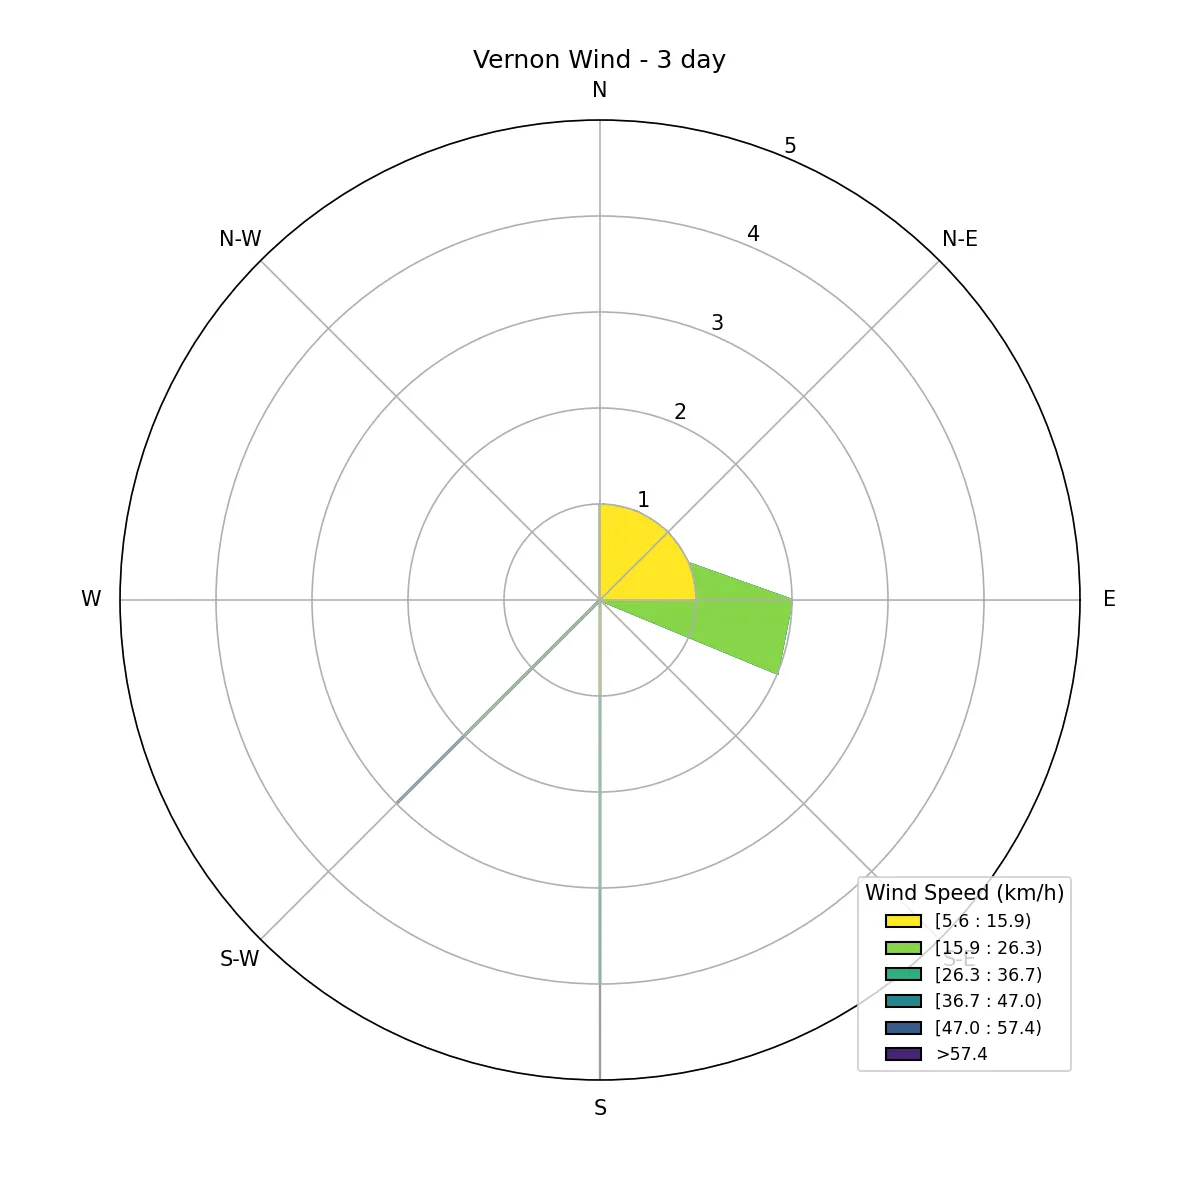 Vernon Wind - 3 day
N
5
N-W
4
N-E
3
2
1
W
E
Wind Speed (km/h)
[5.6 : 15.9)
[15.9 : 26.3)
S-W
S-E
[26.3 : 36.7)
[36.7 : 47.0)
[47.0 : 57.4)
>57.4
S